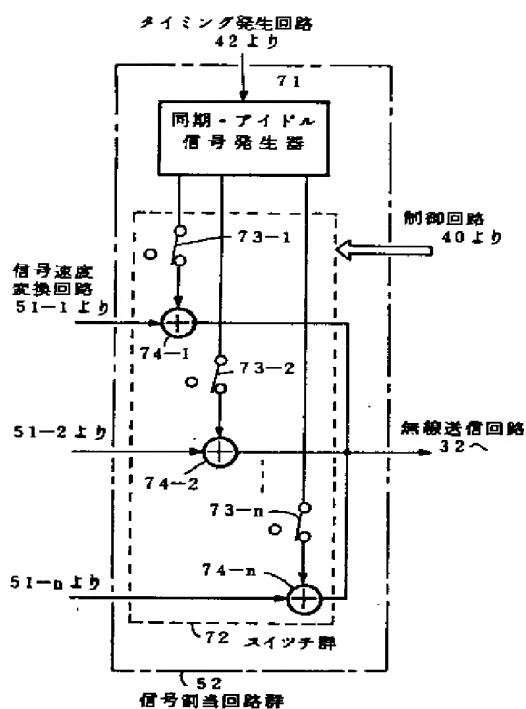 タイミング発生回路
42より
71
同期・アイドル
信号発生器
73-1
制御回路
40より
信号速度
変換回路
51-1より
74-1
73-2
51-2より
無線送信回路
32へ
74-2
73-n
51-nより
74-n
72 スイッチ群
52
信号割当回路群